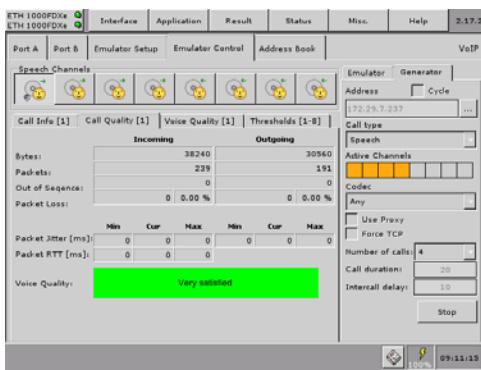 ETH 1000FDXe
ETH 1000FDXe
Interface Application Result Status Misc. Help 2.17.2
Port A Port B Emulator Setup Emulator Control Address Book VoIP
Speech Channels
Emulator Generator
Address Cycle
172.29.7.237 ...
Call Info [1] Call Quality [1] Voice Quality [1] Thresholds [1-8]
Call type
Speech
Incoming Outgoing
Bytes: 38240 30560
Active Channels
Packets: 239 191
Out of Seqence: 0 0
Codec
Packet Loss: 0 0.00 % 0 0.00 %
Any
Use Proxy
Min Cur Max Min Cur Max
Force TCP
Packet Jitter [ms]: 0 0 0 0 0 0
Packet RTT [ms]: 0 0 0
Number of calls: 4
Call duration: 20
Voice Quality: Very satisfied
Intercall delay: 10
Stop
100% 09:11:15